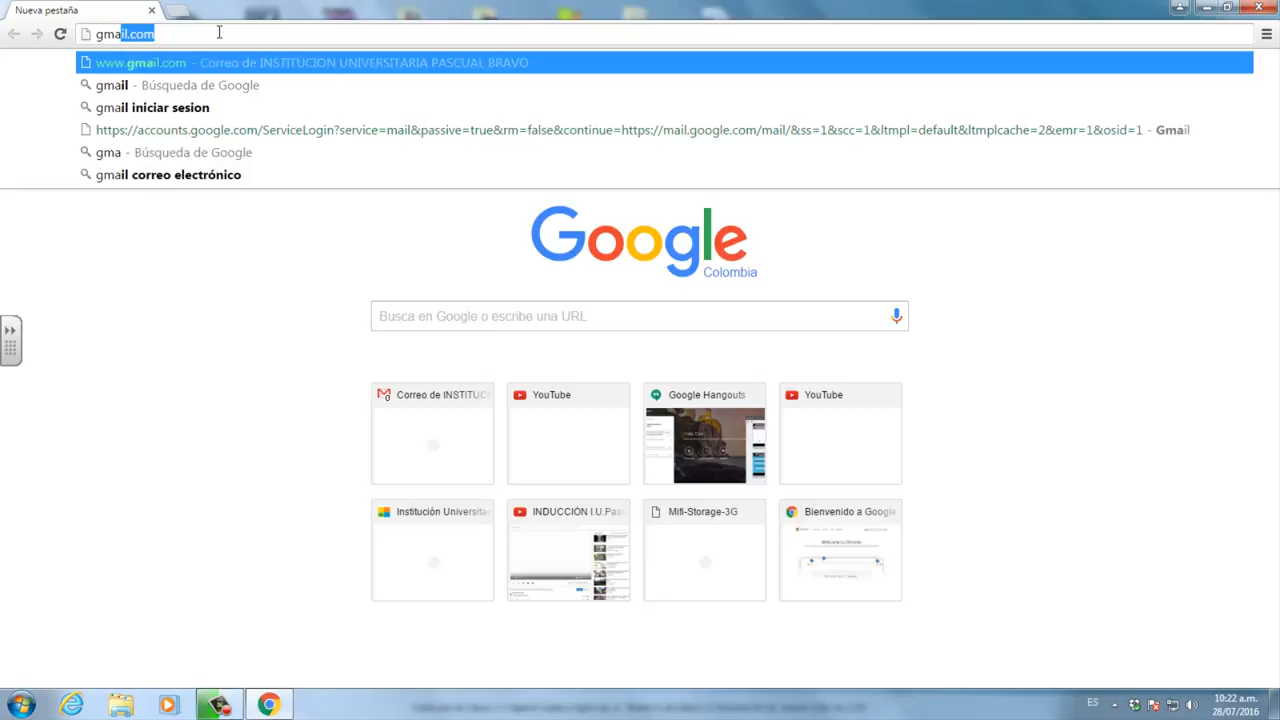 Nueva pestaña
gmail.com
www.gmail.com - Correo de INSTITUCION UNIVERSITARIA PASCUAL BRAVO
gmail - Búsqueda de Google
gmail iniciar sesion
https://accounts.google.com/ServiceLogin?service=mail&passive=true&rm=false&continue=https://mail.google.com/mail/&ss=1&scc=1&ltmpl=default&ltmplcache=2&emr=1&osid=1 - Gmail
gma - Búsqueda de Google
gmail correo electrónico
Google
Colombia
Busca en Google o escribe una URL
Correo de INSTITUC
YouTube
Google Hangouts
YouTube
Institución Universita
INDUCCIÓN I.U.Pasc
Mifi-Storage-3G
Bienvenido a Google
ES
10:22 a.m.
28/07/2016